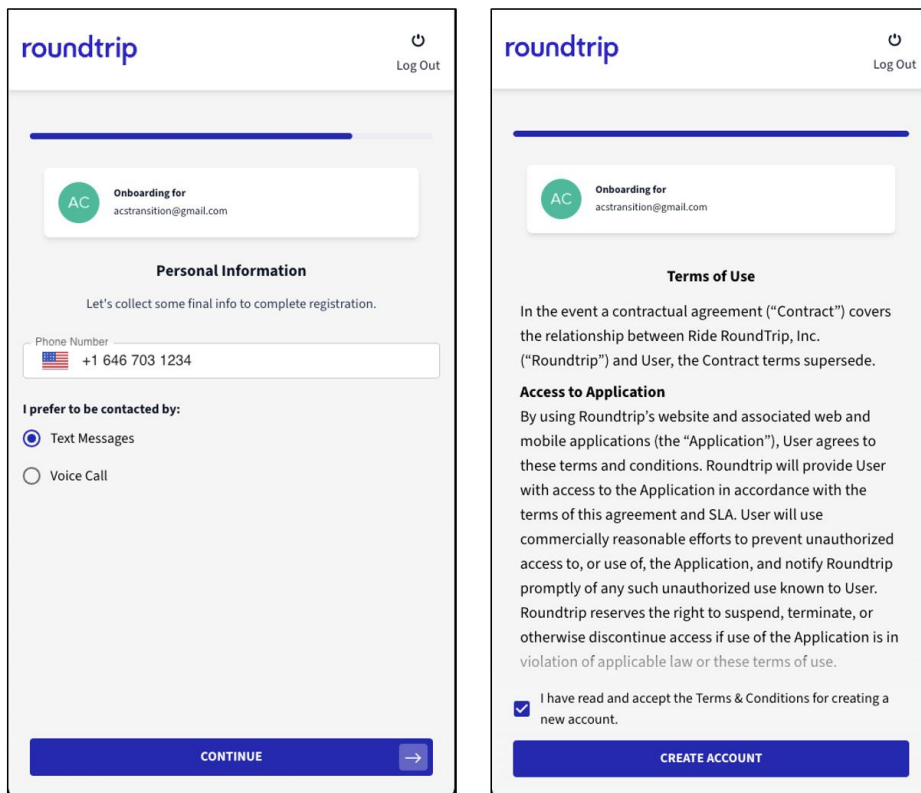 roundtrip
Log Out
AC
Onboarding for
acstransition@gmail.com
Personal Information
Let's collect some final info to complete registration.
Phone Number
+1 646 703 1234
I prefer to be contacted by:
Text Messages
Voice Call
CONTINUE
roundtrip
Log Out
AC
Onboarding for
acstransition@gmail.com
Terms of Use
In the event a contractual agreement (“Contract”) covers
the relationship between Ride RoundTrip, Inc.
(“Roundtrip”) and User, the Contract terms supersede.
Access to Application
By using Roundtrip’s website and associated web and
mobile applications (the “Application”), User agrees to
these terms and conditions. Roundtrip will provide User
with access to the Application in accordance with the
terms of this agreement and SLA. User will use
commercially reasonable efforts to prevent unauthorized
access to, or use of, the Application, and notify Roundtrip
promptly of any such unauthorized use known to User.
Roundtrip reserves the right to suspend, terminate, or
otherwise discontinue access if use of the Application is in
violation of applicable law or these terms of use.
I have read and accept the Terms & Conditions for creating a
new account.
CREATE ACCOUNT